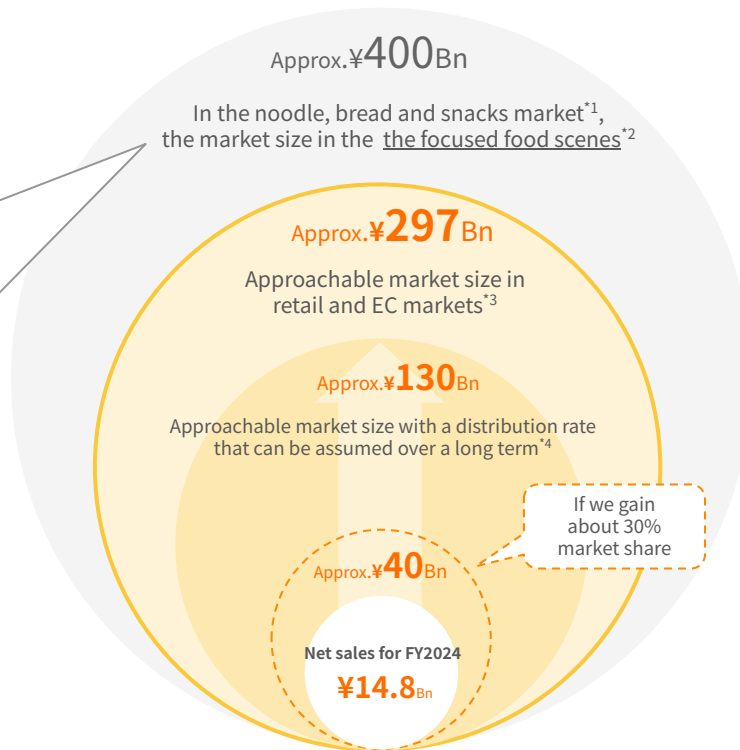 Approx.¥400Bn
In the noodle, bread and snacks market*1,
the market size in the the focused food scenes*2
Approx.¥297Bn
Approachable market size in
retail and EC markets*3
Approx.¥130Bn
Approachable market size with a distribution rate
that can be assumed over a long term*4
If we gain
about 30%
market share
Approx.¥40Bn
Net sales for FY2024
¥14.8Bn